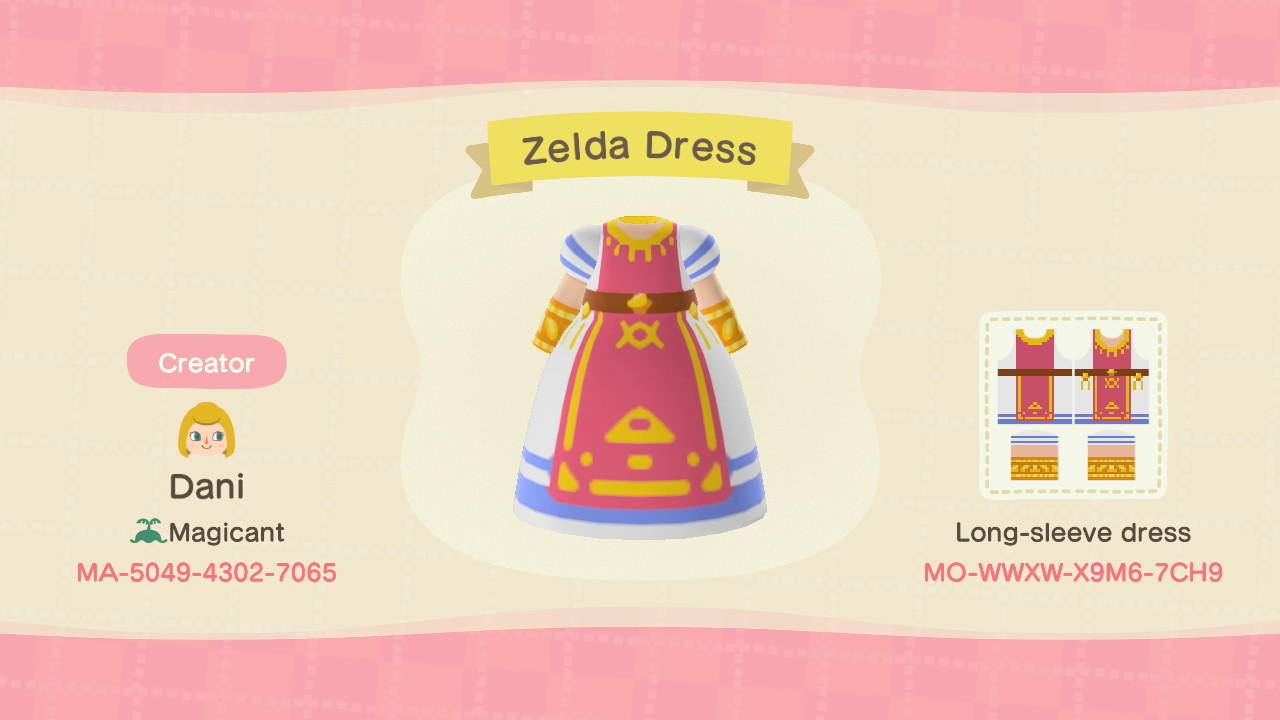 Zelda Dress
Creator
Dani
Magicant
MA-5049-4302-7065
Long-sleeve dress
MO-WWXW-X9M6-7CH9